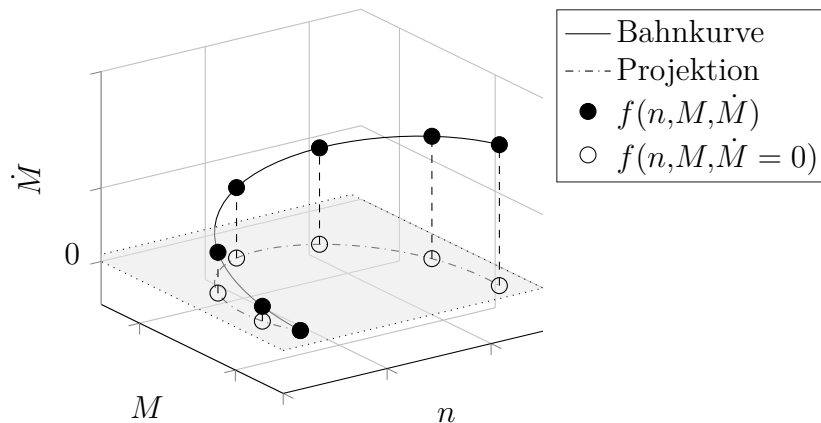 Bahnkurve
Projektion
f(n,M,Ṁ)
f(n,M,Ṁ = 0)
Ṁ
0
M
n